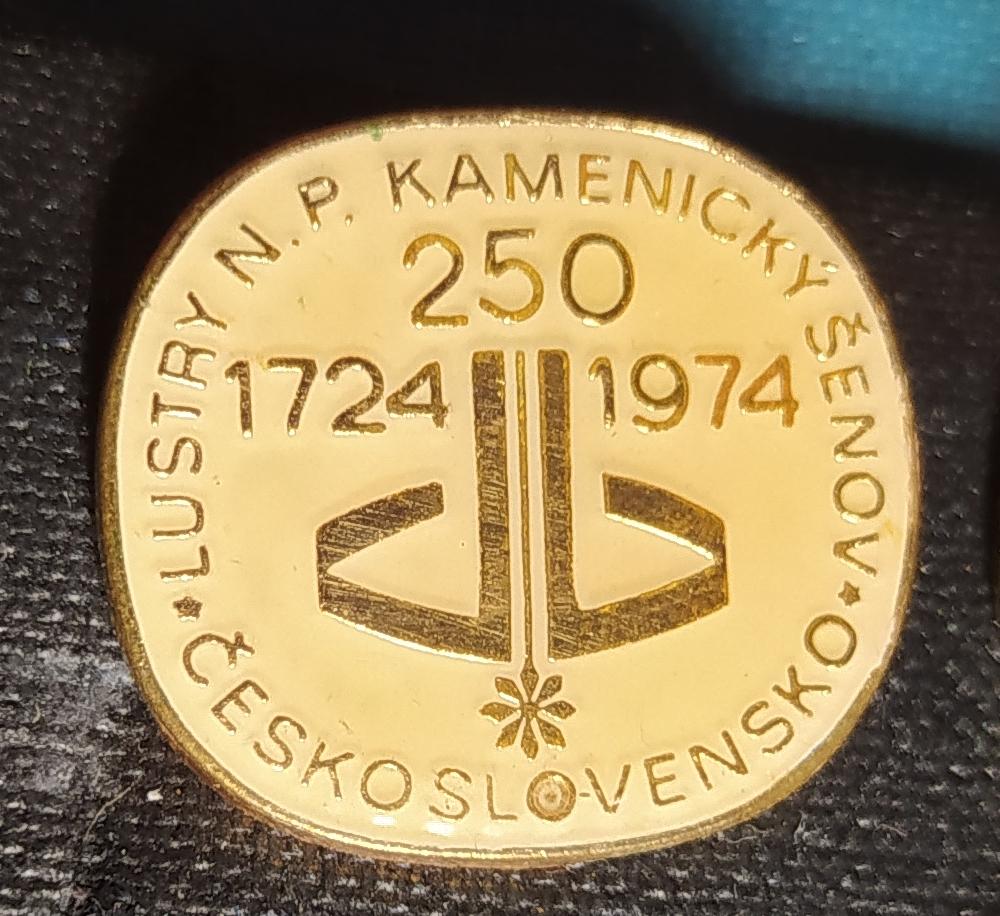 LUSTRY N. P. KAMENICKÝ ŠENOV
250
1724 1974
* ČESKOSLOVENSKO *